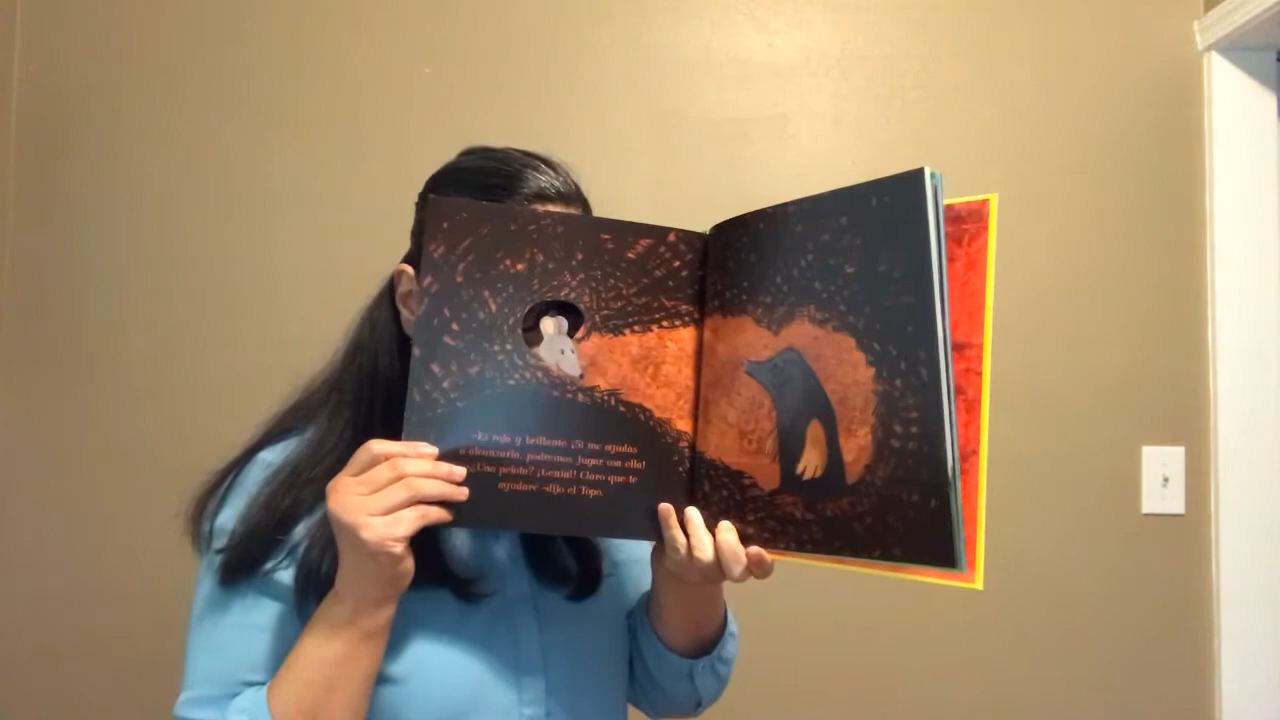 -Es rojo y brillante. ¡Si me ayudas
a alcanzarlo, podremos jugar con ella!
-¿Una pelota? ¡Genial! Claro que te
ayudaré -dijo el Topo.